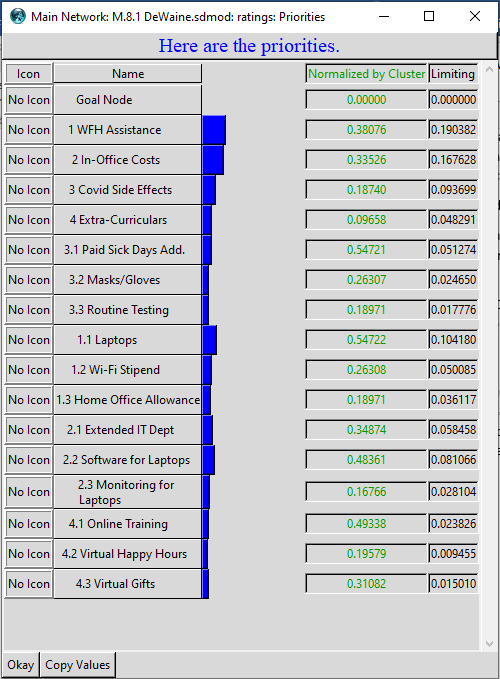 Main Network: M.8.1 DeWaine.sdmod: ratings: Priorities
Here are the priorities.
Icon Name Normalized by Cluster Limiting
No Icon Goal Node 0.00000 0.000000
No Icon 1 WFH Assistance 0.38076 0.190382
No Icon 2 In-Office Costs 0.33526 0.167628
No Icon 3 Covid Side Effects 0.18740 0.093699
No Icon 4 Extra-Curriculars 0.09658 0.048291
No Icon 3.1 Paid Sick Days Add. 0.54721 0.051274
No Icon 3.2 Masks/Gloves 0.26307 0.024650
No Icon 3.3 Routine Testing 0.18971 0.017776
No Icon 1.1 Laptops 0.54722 0.104180
No Icon 1.2 Wi-Fi Stipend 0.26308 0.050085
No Icon 1.3 Home Office Allowance 0.18971 0.036117
No Icon 2.1 Extended IT Dept 0.34874 0.058458
No Icon 2.2 Software for Laptops 0.48361 0.081066
No Icon 2.3 Monitoring for 0.16766 0.028104
Laptops
No Icon 4.1 Online Training 0.49338 0.023826
No Icon 4.2 Virtual Happy Hours 0.19579 0.009455
No Icon 4.3 Virtual Gifts 0.31082 0.015010
Okay Copy Values